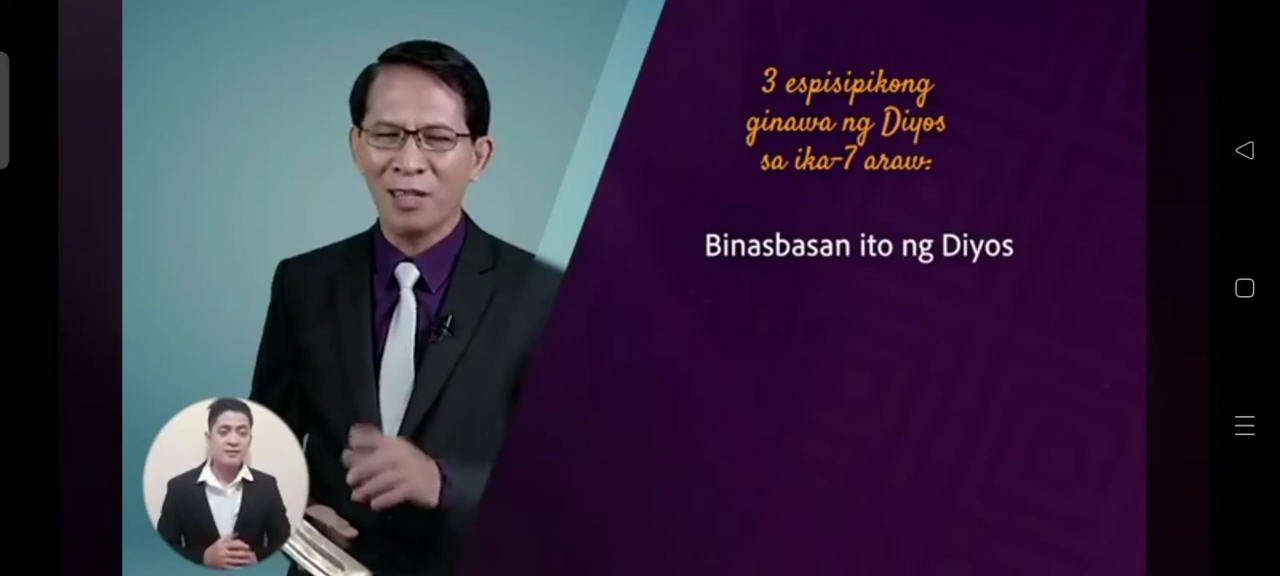 3 espisipikong
ginawa ng Diyos
sa ika-7 araw:
Binasbasan ito ng Diyos